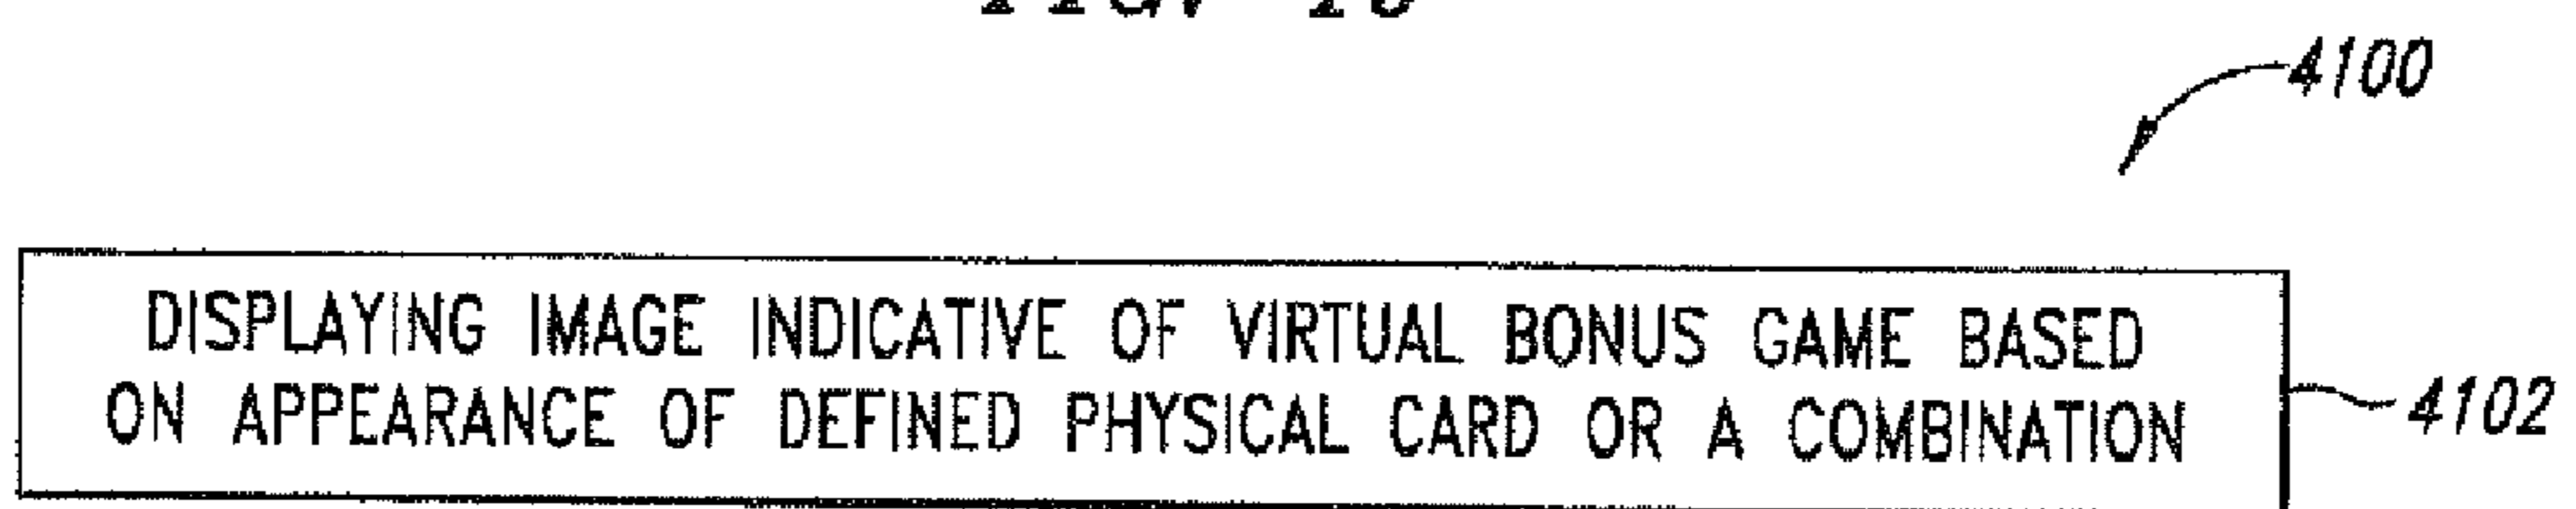 4100
DISPLAYING IMAGE INDICATIVE OF VIRTUAL BONUS GAME BASED
ON APPEARANCE OF DEFINED PHYSICAL CARD OR A COMBINATION
4102